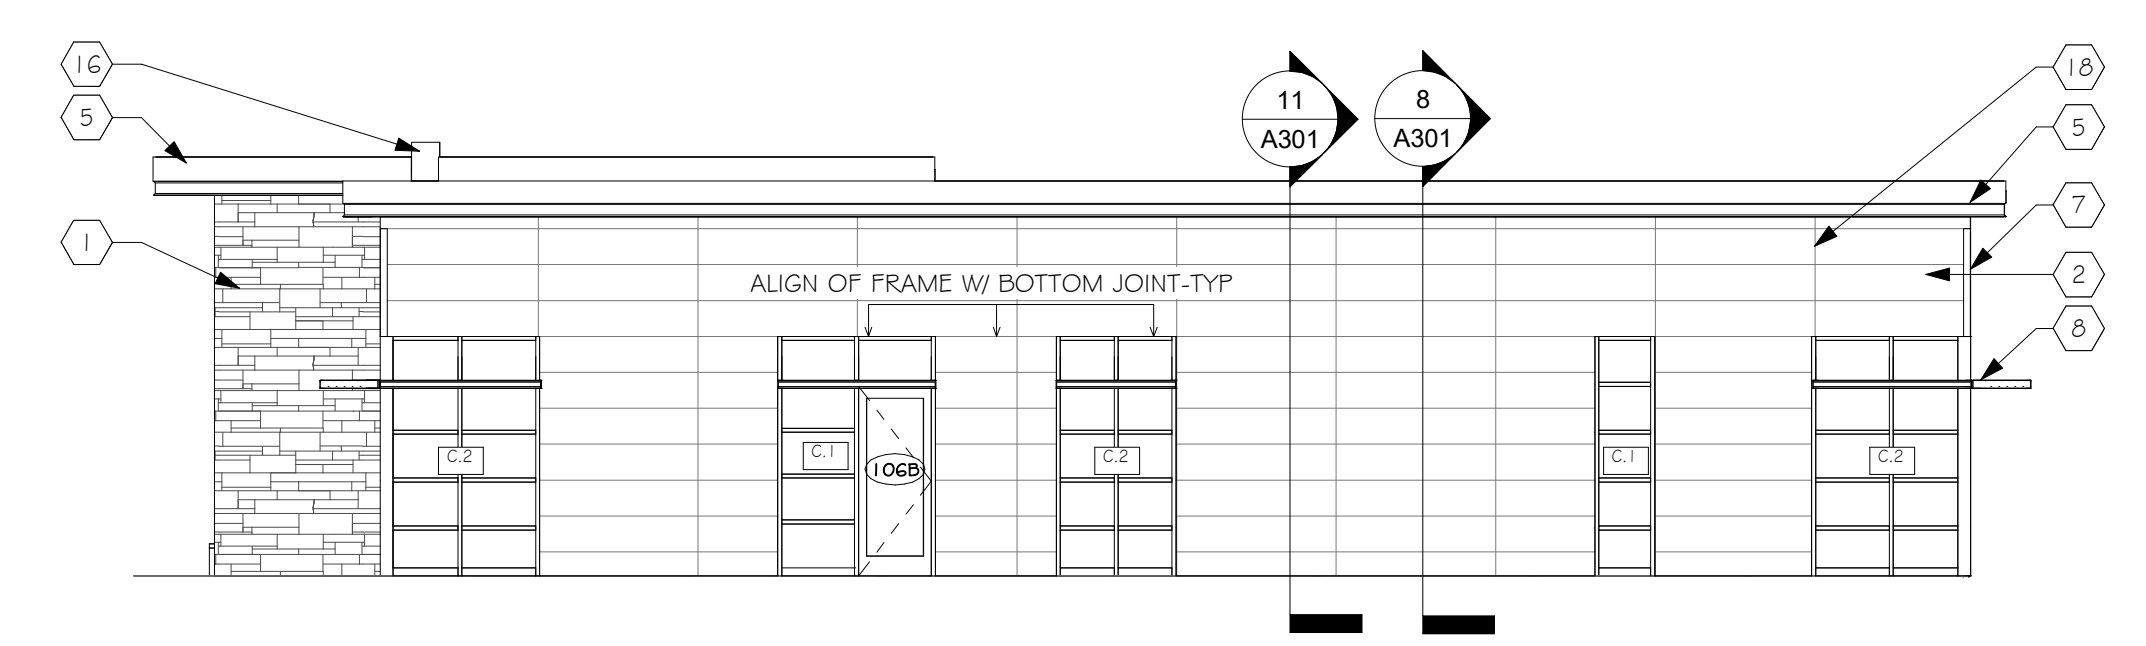 16
5
1
11
A301
8
A301
18
5
7
2
8
ALIGN OF FRAME W/ BOTTOM JOINT-TYP
C.2
C.1
106B
C.2
C.1
C.2